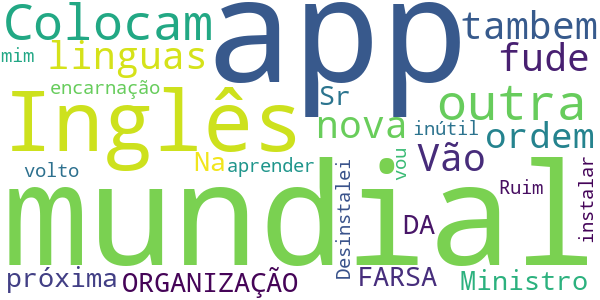 Colocam app tambem
mim linguas fude
encarnação Sr outra
Inglês nova inútil ordem
Na aprender Vão
volto vou Ruim
mundial Desinstalei DA instalar
próxima ORGANIZAÇÃO FARSA Ministro